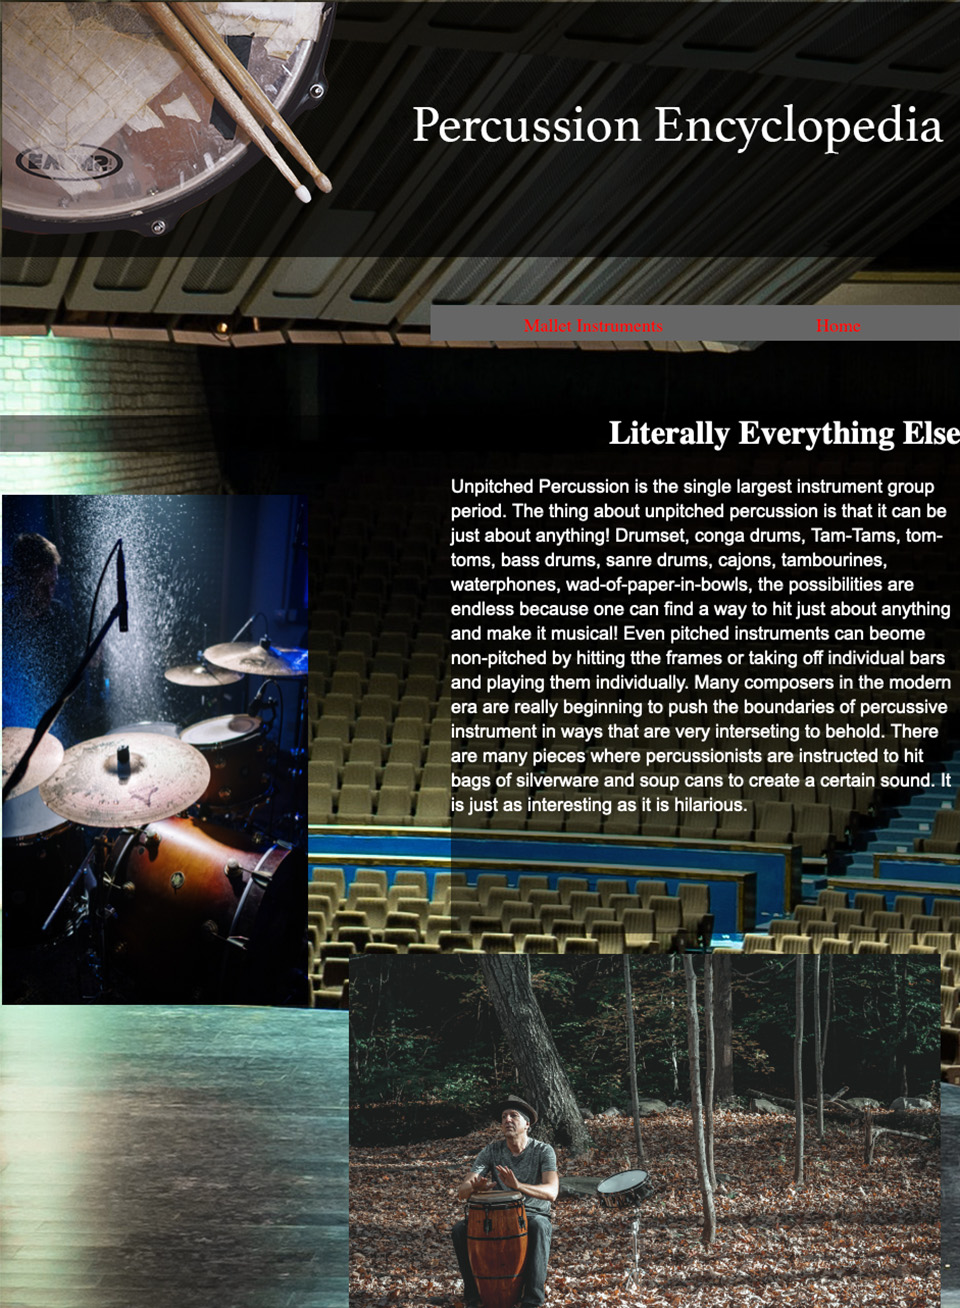 Percussion Encyclopedia
Mallet Instruments Home
Literally Everything Else
Unpitched Percussion is the single largest instrument group
period. The thing about unpitched percussion is that it can be
just about anything! Drumset, conga drums, Tam-Tams, tom-
toms, bass drums, sanre drums, cajons, tambourines,
waterphones, wad-of-paper-in-bowls, the possibilities are
endless because one can find a way to hit just about anything
and make it musical! Even pitched instruments can beome
non-pitched by hitting tthe frames or taking off individual bars
and playing them individually. Many composers in the modern
era are really beginning to push the boundaries of percussive
instrument in ways that are very interseting to behold. There
are many pieces where percussionists are instructed to hit
bags of silverware and soup cans to create a certain sound. It
is just as interesting as it is hilarious.